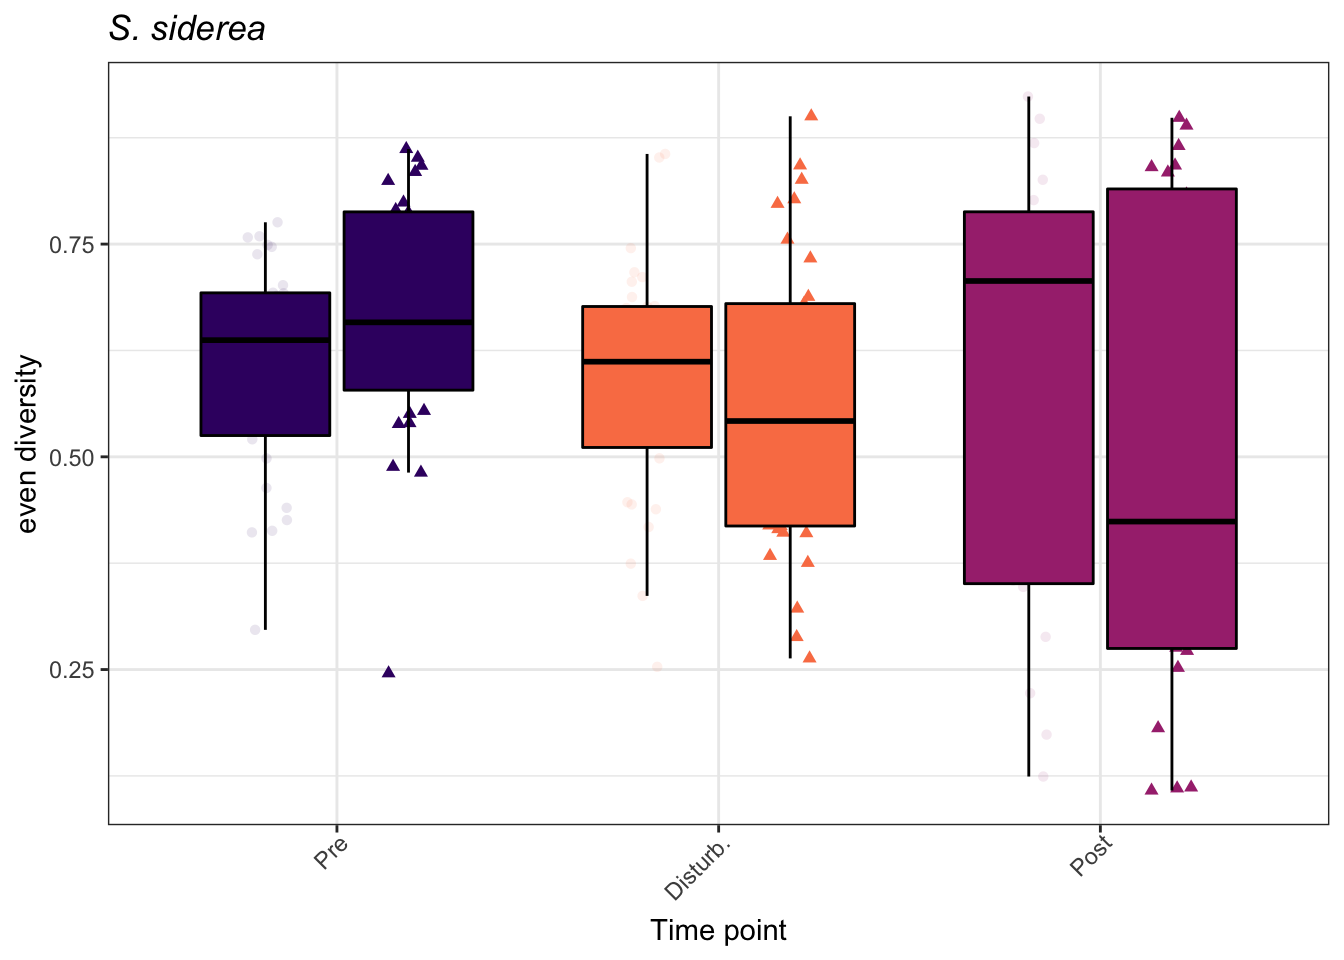 S. siderea
even diversity
0.75
0.50
0.25
Pre
Disturb.
Post
Time point